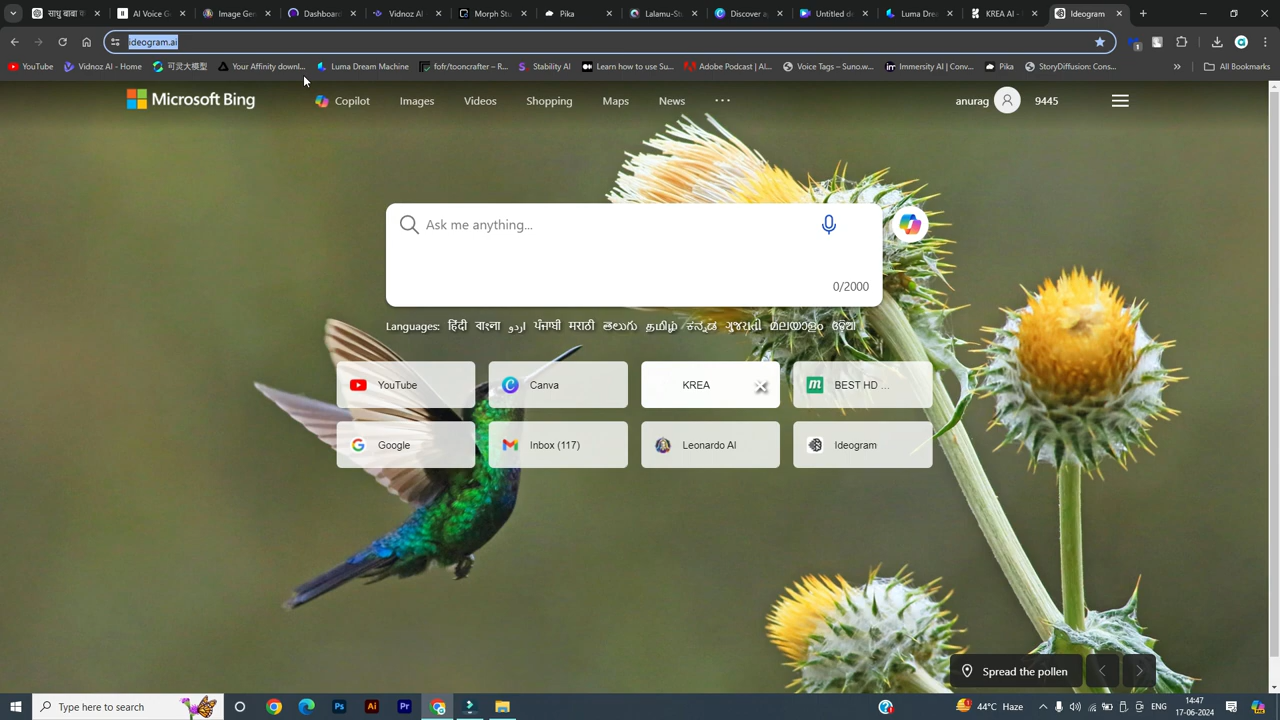 साधु बाबा क
AI Voice Ge
Image Gen
Dashboard
Vidnoz AI -
Morph Stu
Pika
Lalamu-Stu
Discover a
Untitled de
Luma Drea
KREA AI -
Ideogram
ideogram.ai
YouTube
Vidnoz AI - Home
可灵大模型
Your Affinity downl...
Luma Dream Machine
fofr/tooncrafter – R...
Stability AI
Learn how to use Su...
Adobe Podcast | AI...
Voice Tags – Suno.w...
Immersity AI | Conv...
Pika
StoryDiffusion: Cons...
All Bookmarks
Microsoft Bing
Copilot
Images
Videos
Shopping
Maps
News
anurag
9445
Ask me anything...
0/2000
Languages: हिंदी বাংলা اردو ਪੰਜਾਬੀ मराठी తెలుగు தமிழ் ಕನ್ನಡ ગુજરાતી മലയാളം ଓଡ଼ିଆ
YouTube
Canva
KREA
BEST HD ...
Google
Inbox (117)
Leonardo AI
Ideogram
Spread the pollen
Type here to search
44°C Haze
ENG
14:47
17-06-2024